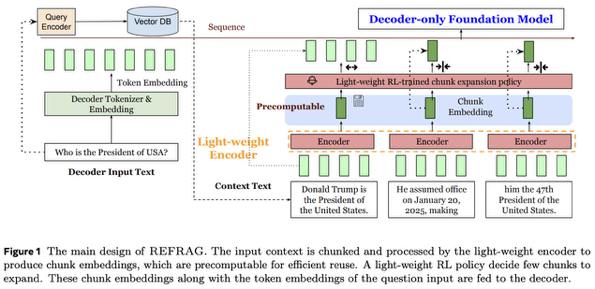 Query
Encoder
Vector DB
Sequence
Decoder-only Foundation Model
Token Embedding
Light-weight RL-trained chunk expansion policy
Decoder Tokenizer &
Embedding
Precomputable
Chunk
Embedding
Who is the President of USA?
Light-weight
Encoder
Encoder
Encoder
Encoder
Decoder Input Text
Context Text
Donald Trump is
the President of
the United States.
He assumed office
on January 20,
2025, making
him the 47th
President of the
United States.
Figure 1 The main design of REFRAG. The input context is chunked and processed by the light-weight encoder to
produce chunk embeddings, which are precomputable for efficient reuse. A light-weight RL policy decide few chunks to
expand. These chunk embeddings along with the token embeddings of the question input are fed to the decoder.